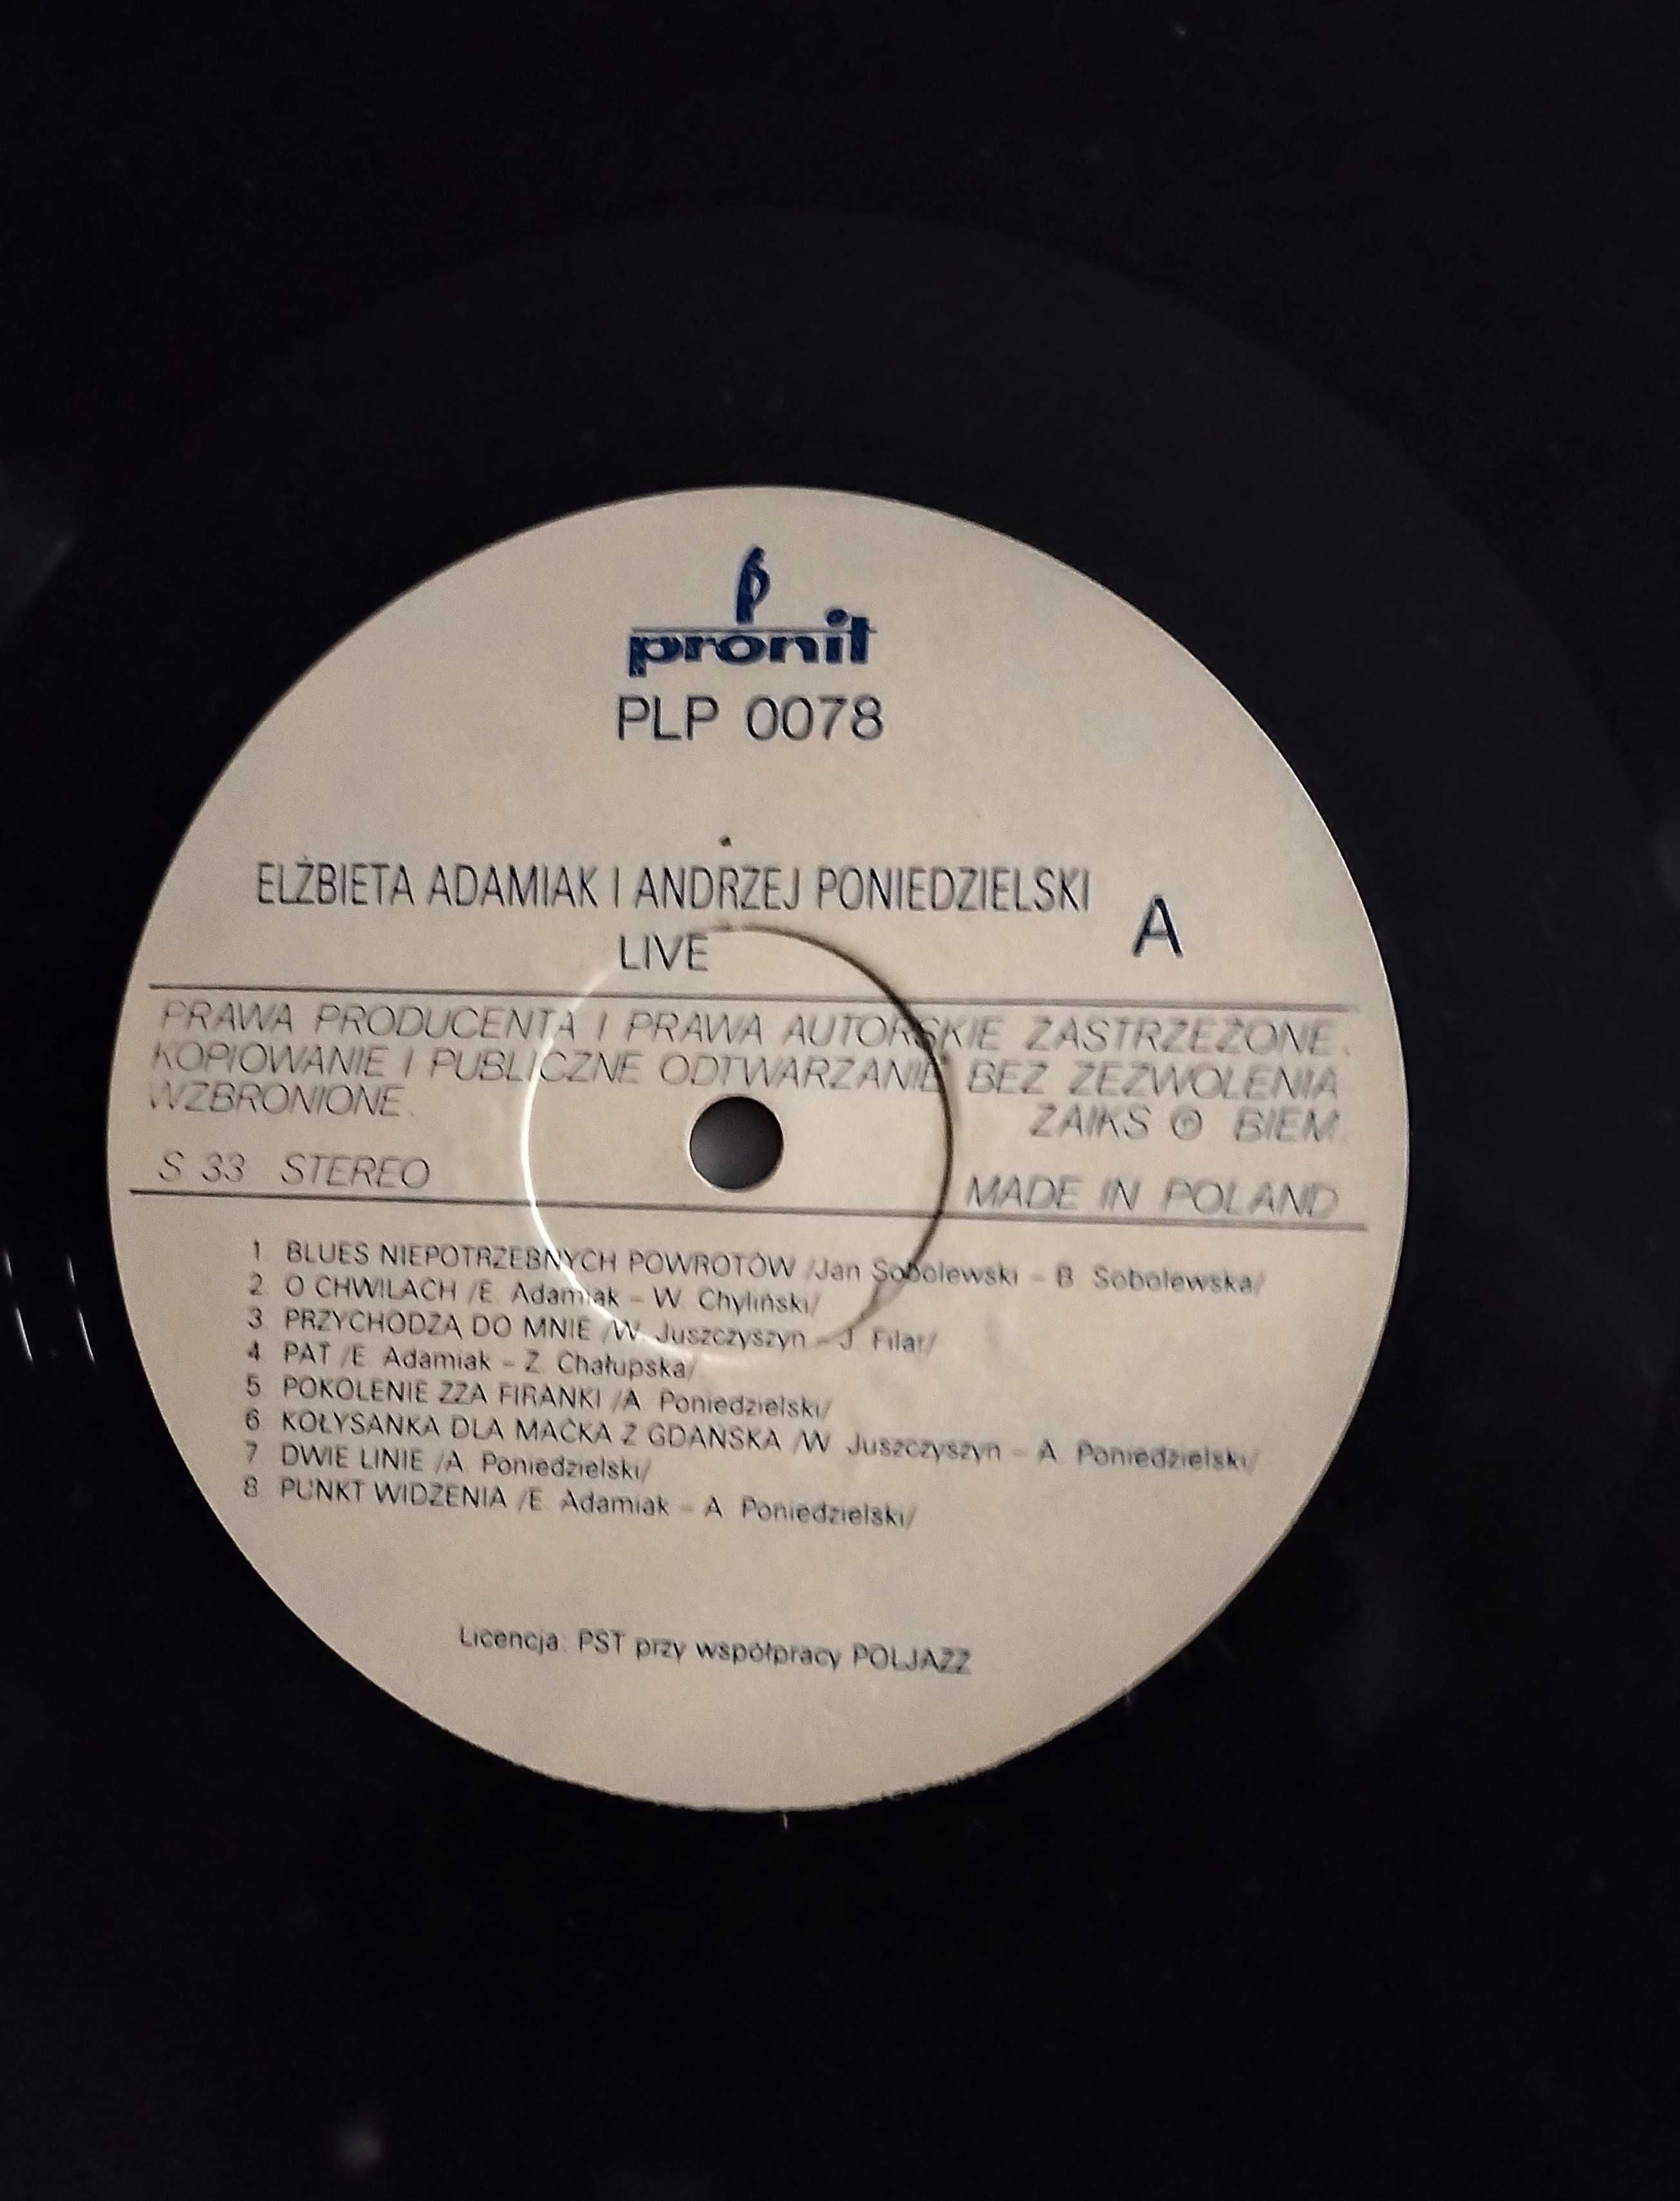 pronit
PLP 0078
ELŻBIETA ADAMIAK I ANDRZEJ PONIEDZIELSKI
LIVE
A
PRAWA PRODUCENTA I PRAWA AUTORSKIE ZASTRZEŻONE.
KOPIOWANIE I PUBLICZNE ODTWARZANIE BEZ ZEZWOLENIA
WZBRONIONE.
ZAIKS ℗ BIEM.
S 33 STEREO
MADE IN POLAND
1. BLUES NIEPOTRZEBNYCH POWROTÓW /Jan Sobolewski – B. Sobolewska/
2. O CHWILACH /E. Adamiak – W. Chyliński/
3. PRZYCHODZĄ DO MNIE /W. Juszczyszyn – J. Filar/
4. PAT /E. Adamiak – Z. Chałupska/
5. POKOLENIE ZZA FIRANKI /A. Poniedzielski/
6. KOŁYSANKA DLA MAĆKA Z GDAŃSKA /W. Juszczyszyn – A. Poniedzielski/
7. DWIE LINIE /A. Poniedzielski/
8. PUNKT WIDZENIA /E. Adamiak – A. Poniedzielski/
Licencja: PST przy współpracy POLJAZZ